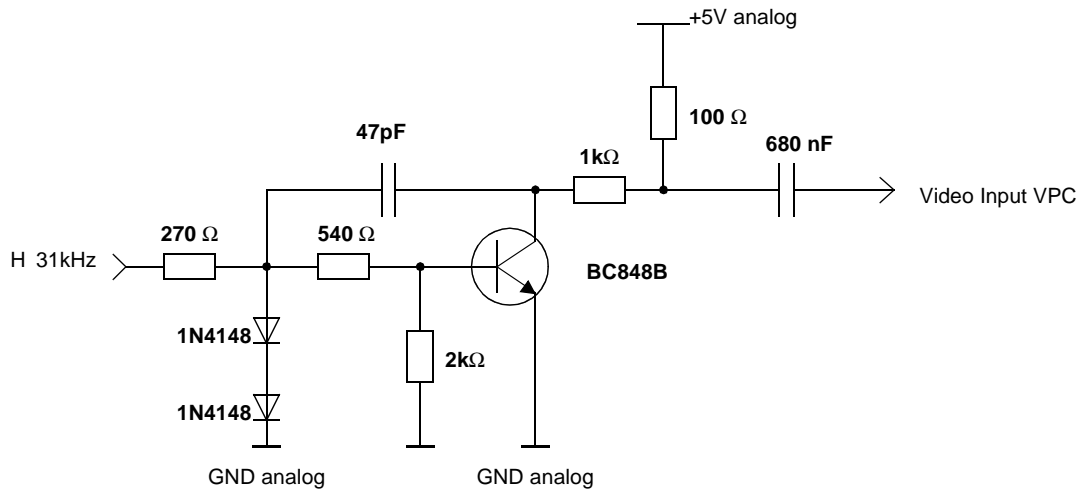 +5V analog
100 Ω
47pF
680 nF
1kΩ
Video Input VPC
270 Ω
540 Ω
H 31kHz
BC848B
1N4148
2kΩ
1N4148
GND analog
GND analog